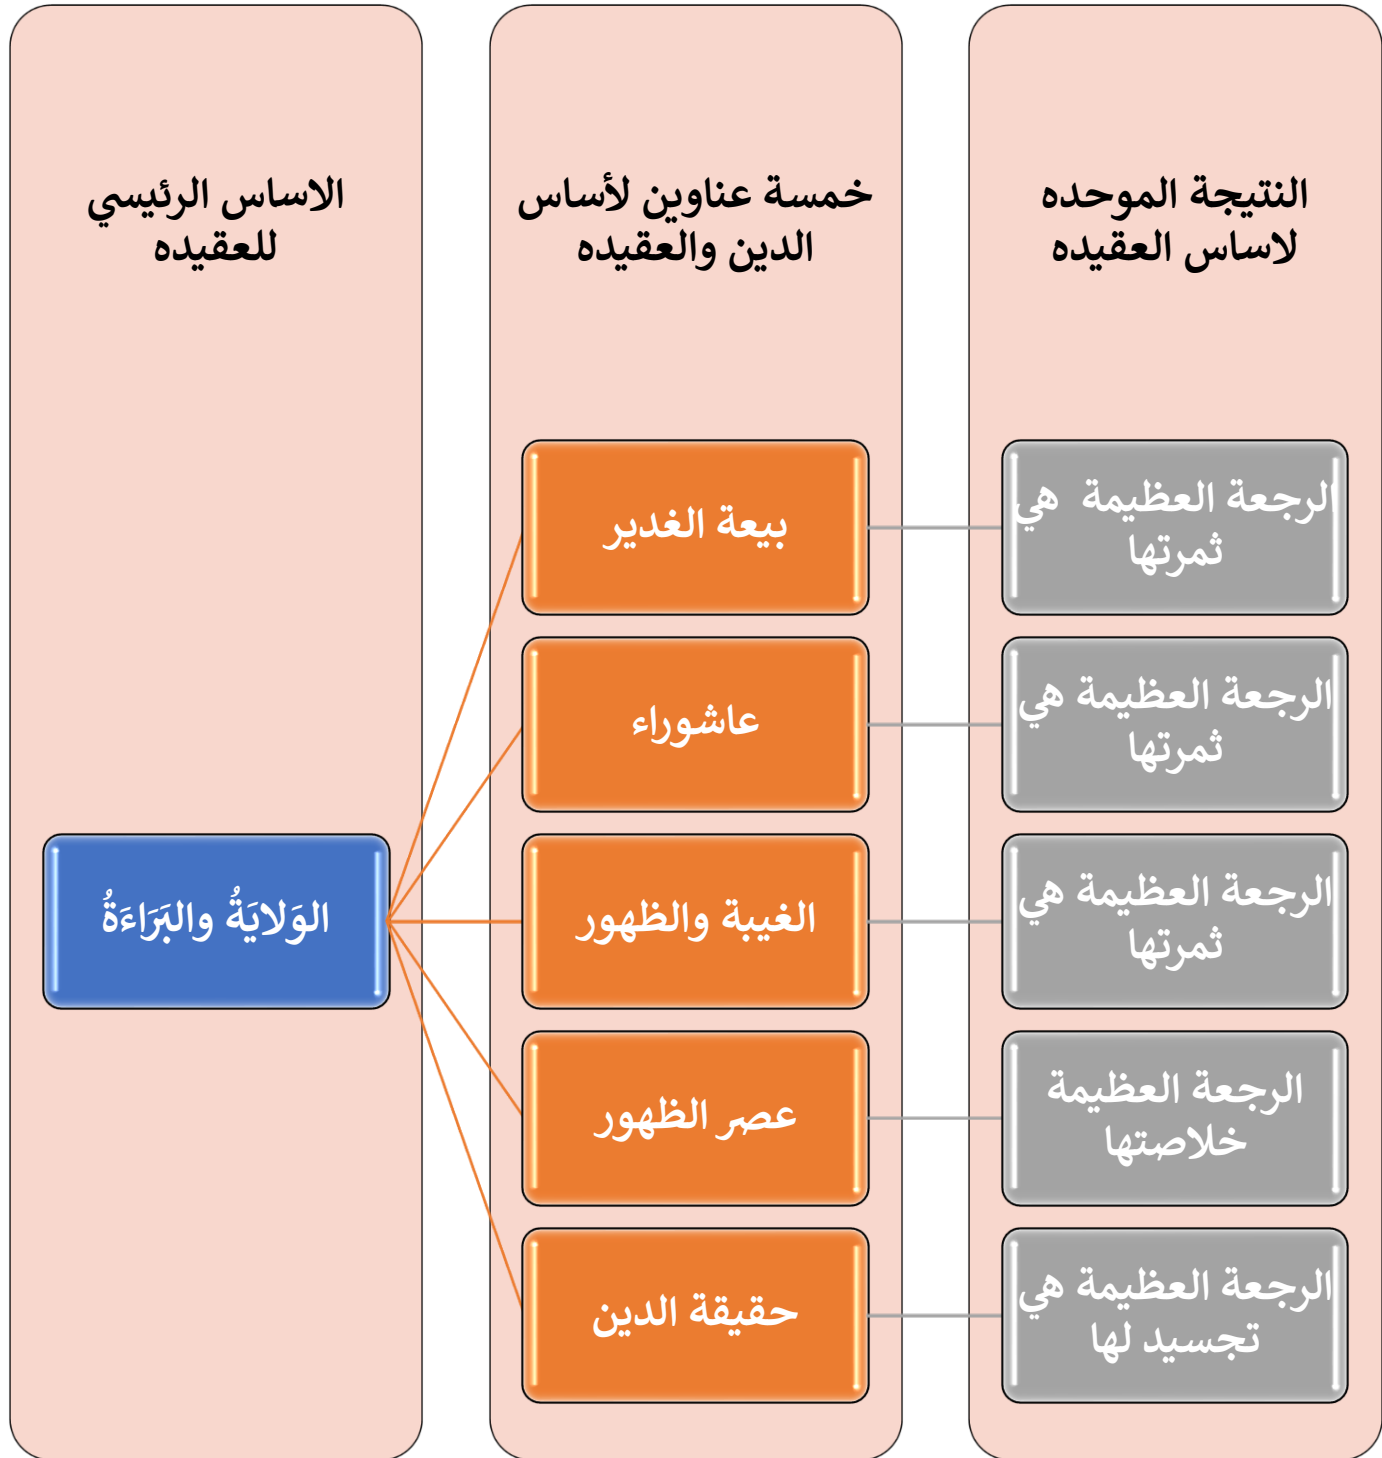 الاساس الرئيسي
للعقيده
الوَلايَةُ والبَرَاءَةُ
خمسة عناوين لأساس
الدين والعقيده
بيعة الغدير
عاشوراء
الغيبة والظهور
عصر الظهور
حقيقة الدين
النتيجة الموحده
لاساس العقيده
الرجعة العظيمة هي
ثمرتها
الرجعة العظيمة هي
ثمرتها
الرجعة العظيمة هي
ثمرتها
الرجعة العظيمة
خلاصتها
الرجعة العظيمة هي
تجسيد لها